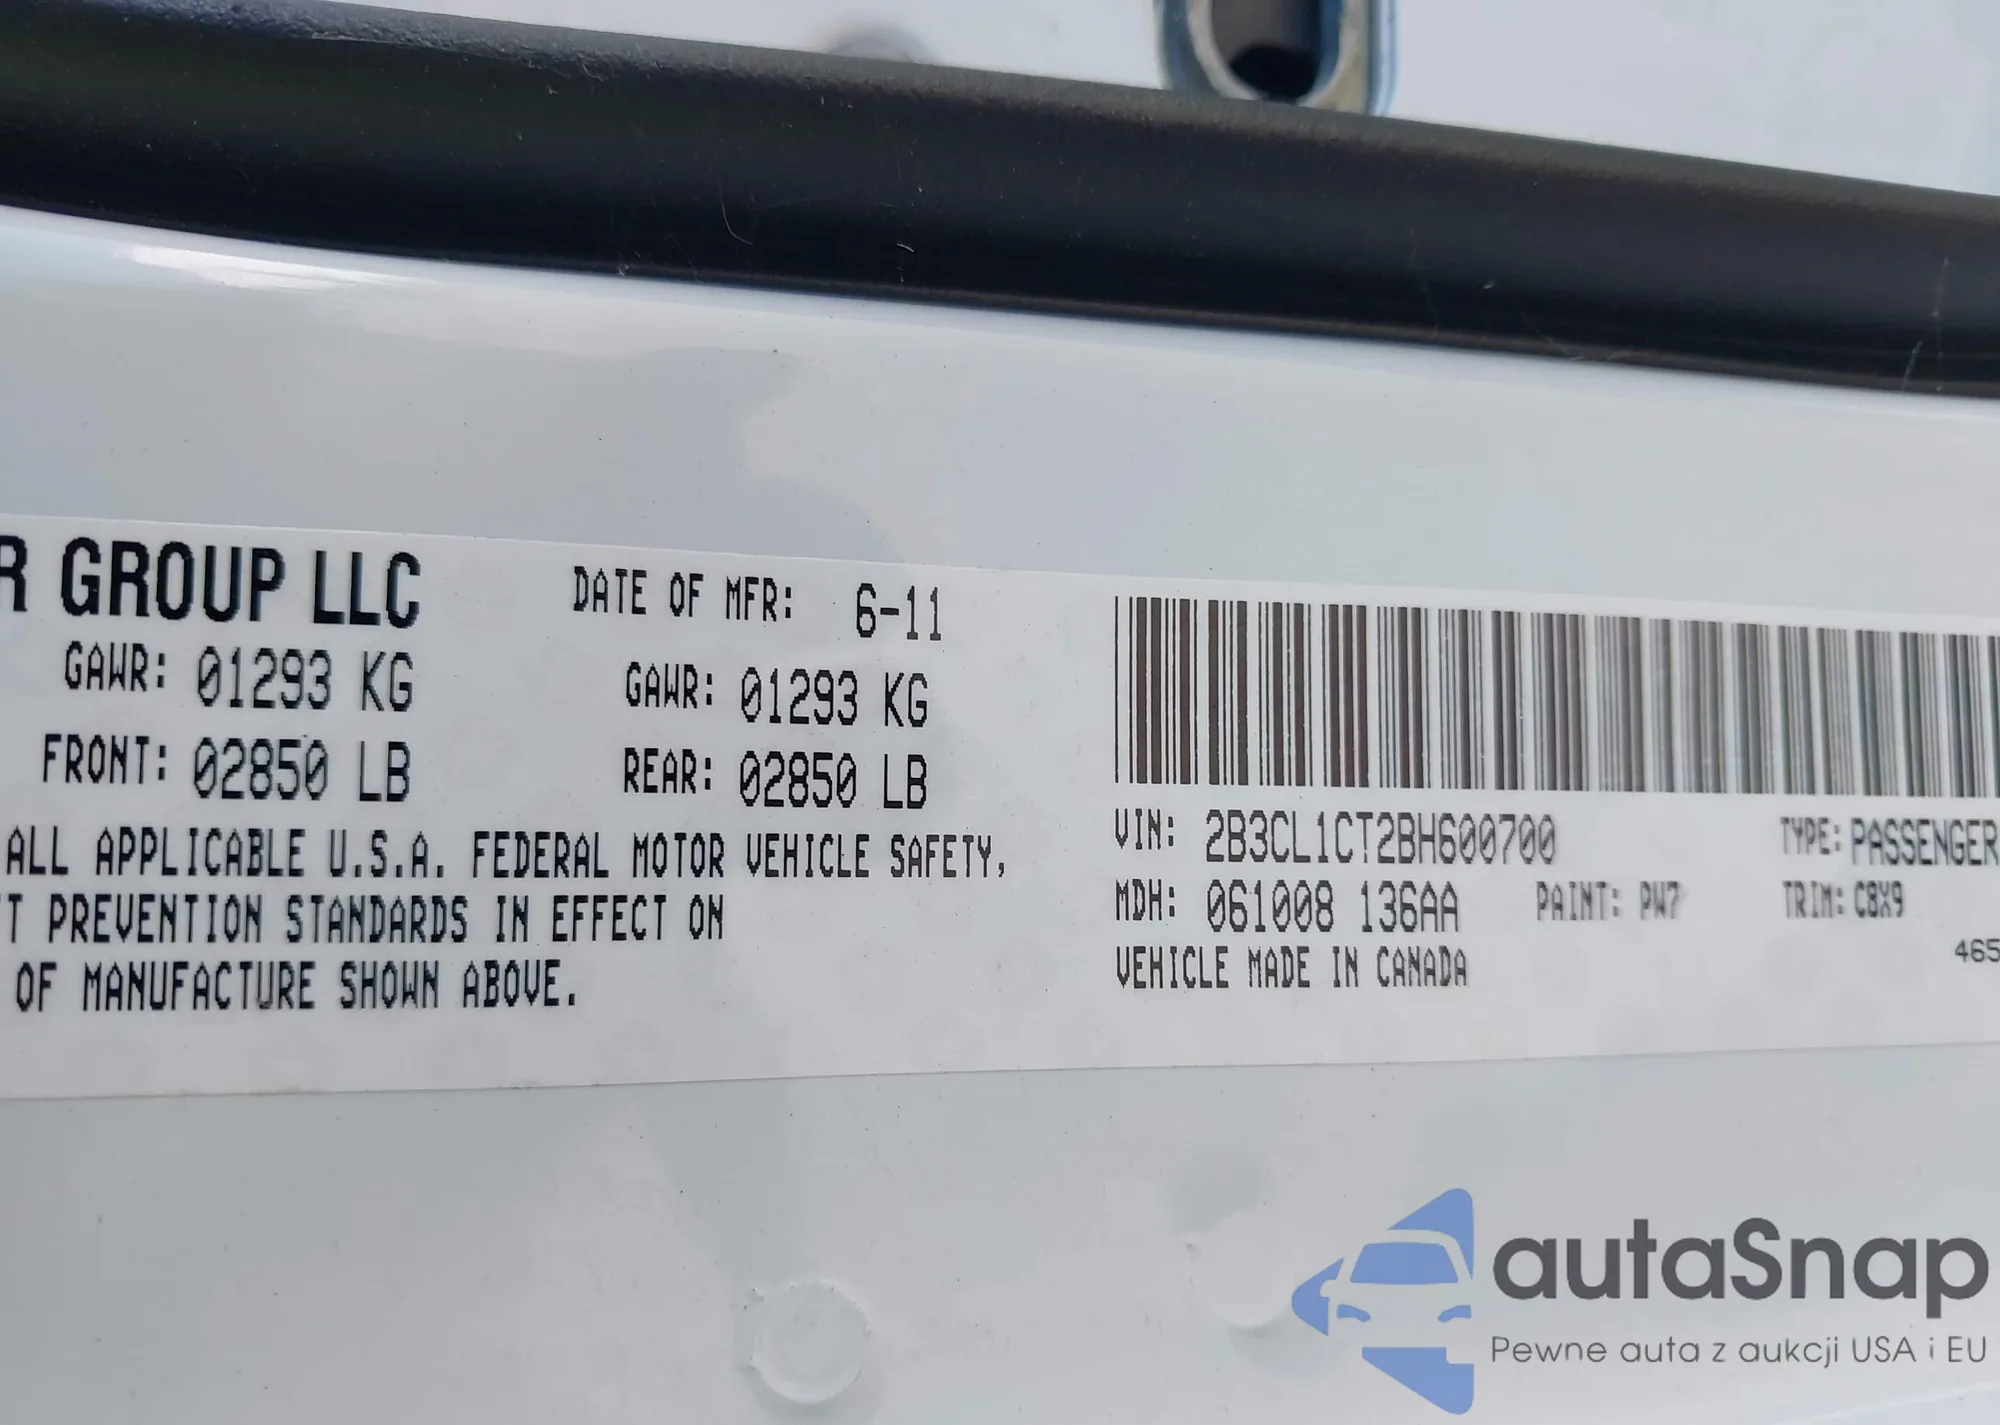 R GROUP LLC
DATE OF MFR: 6-11
GAWR: 01293 KG
GAWR: 01293 KG
FRONT: 02850 LB
REAR: 02850 LB
ALL APPLICABLE U.S.A. FEDERAL MOTOR VEHICLE SAFETY,
T PREVENTION STANDARDS IN EFFECT ON
OF MANUFACTURE SHOWN ABOVE.
VIN: 2B3CL1CT2BH600700
TYPE: PASSENGER
MDH: 061008 136AA
PAINT: PW7
TRIM: C8X9
VEHICLE MADE IN CANADA
465
autaSnap
Pewne auta z aukcji USA i EU